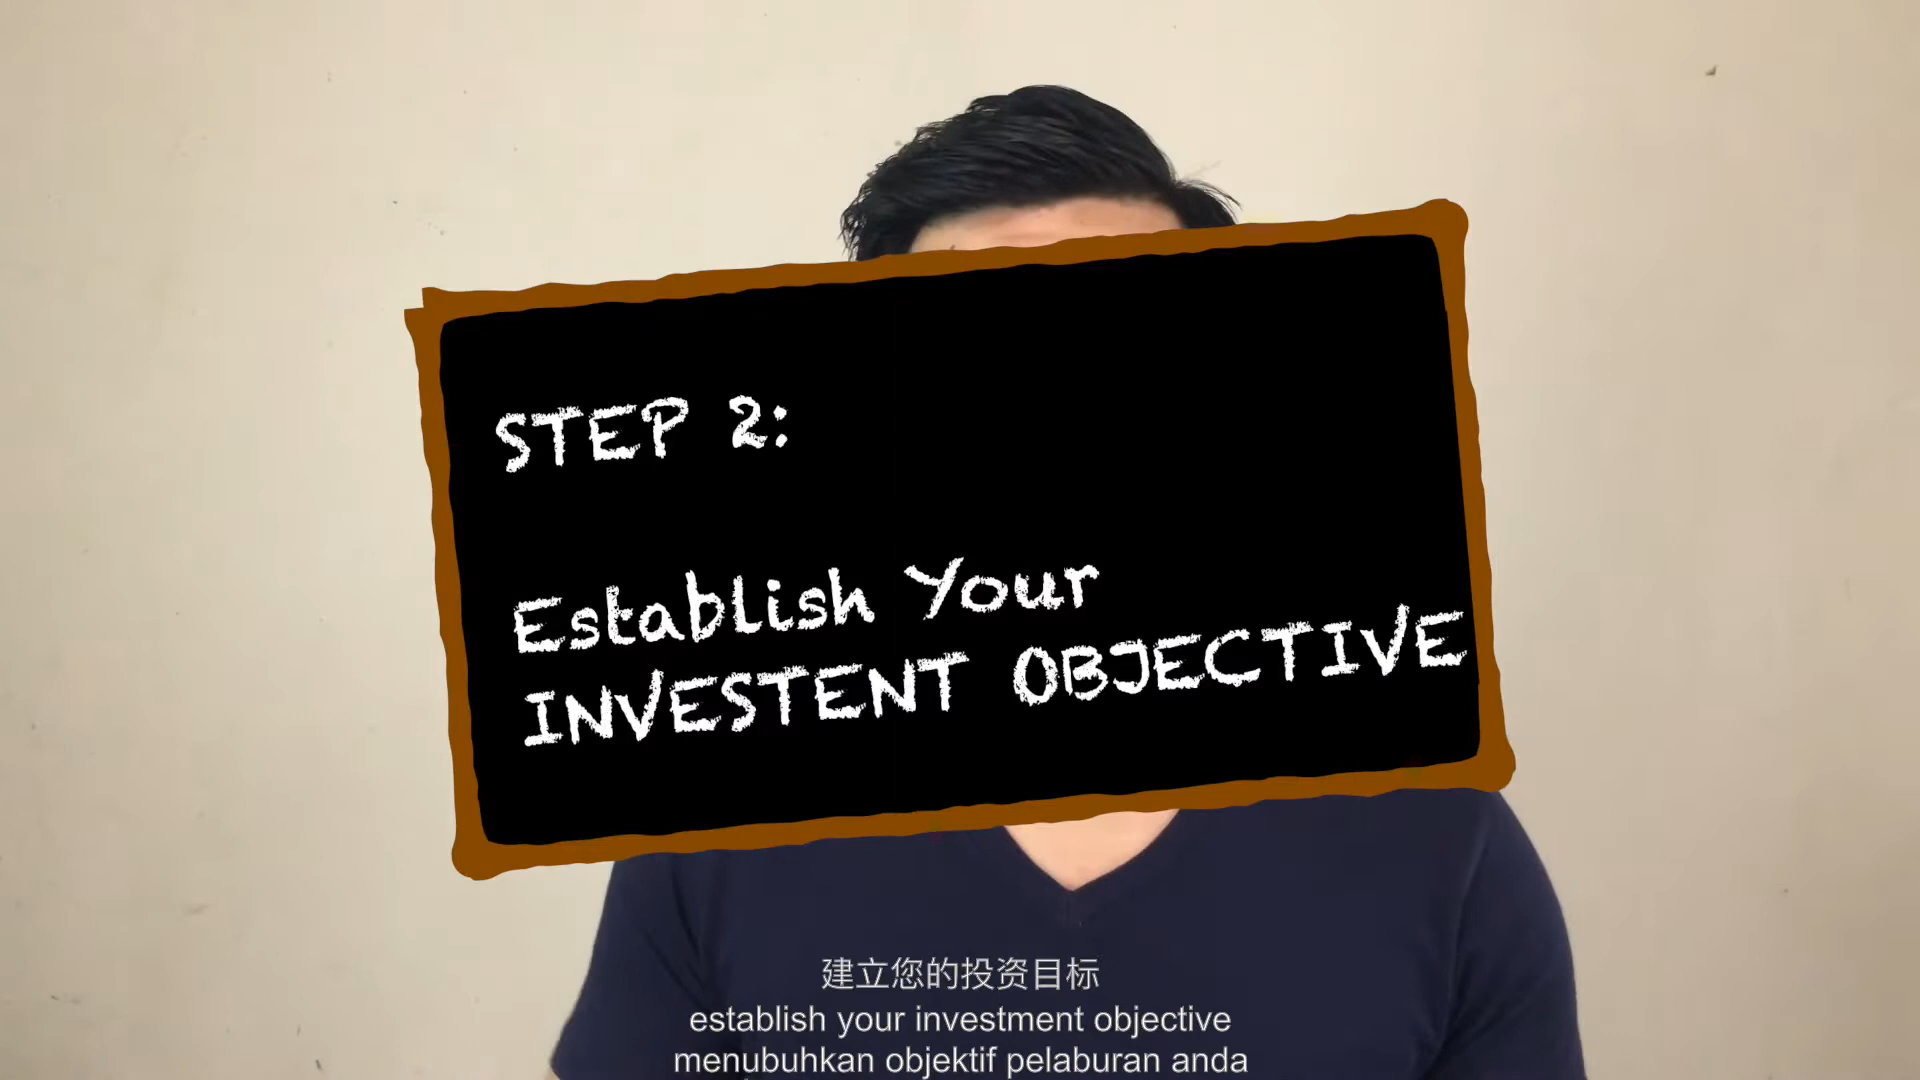 STEP 2:
Establish Your
INVESTENT OBJECTIVE
建立您的投资目标
establish your investment objective
menubuhkan objektif pelaburan anda